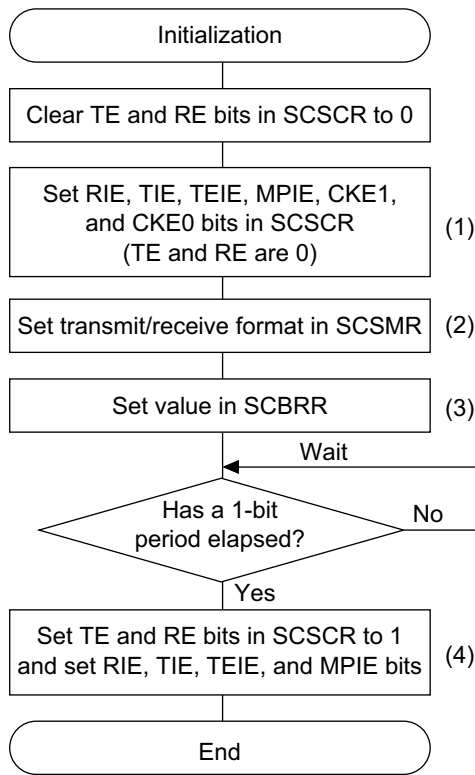 Initialization
Clear TE and RE bits in SCSCR to 0
Set RIE, TIE, TEIE, MPIE, CKE1,
and CKE0 bits in SCSCR
(TE and RE are 0)
(1)
Set transmit/receive format in SCSMR
(2)
Set value in SCBRR
(3)
Wait
Has a 1-bit
period elapsed?
No
Yes
Set TE and RE bits in SCSCR to 1
and set RIE, TIE, TEIE, and MPIE bits
(4)
End